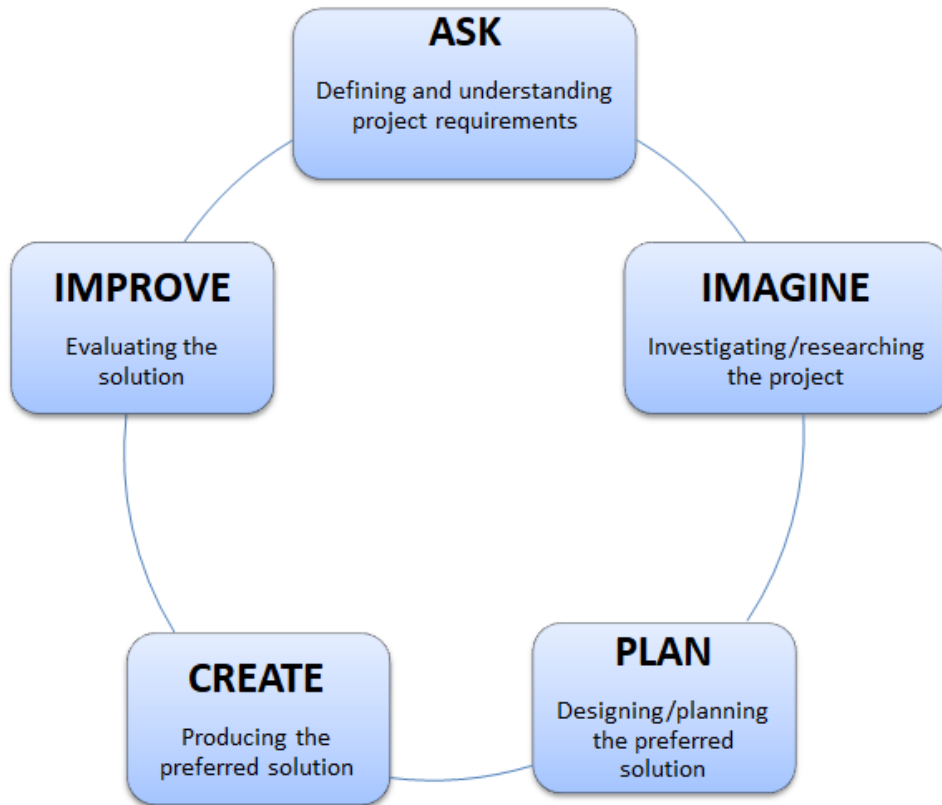 ASK
Defining and understanding
project requirements
IMAGINE
Investigating/researching
the project
PLAN
Designing/planning
the preferred
solution
CREATE
Producing the
preferred solution
IMPROVE
Evaluating the
solution